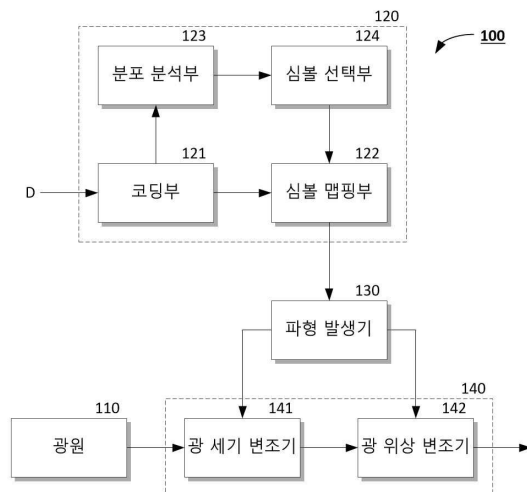 120
100
123
분포 분석부
124
심볼 선택부
121
코딩부
122
심볼 맵핑부
D
130
파형 발생기
140
110
광원
141
광 세기 변조기
142
광 위상 변조기